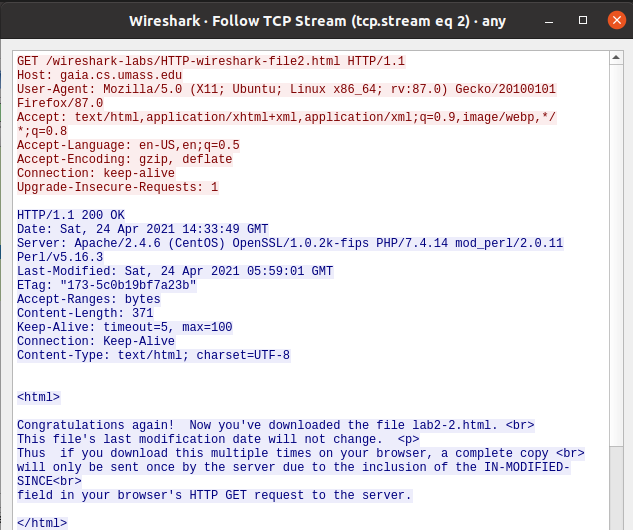 Wireshark · Follow TCP Stream (tcp.stream eq 2) · any
GET /wireshark-labs/HTTP-wireshark-file2.html HTTP/1.1
Host: gaia.cs.umass.edu
User-Agent: Mozilla/5.0 (X11; Ubuntu; Linux x86_64; rv:87.0) Gecko/20100101
Firefox/87.0
Accept: text/html,application/xhtml+xml,application/xml;q=0.9,image/webp,*/
*;q=0.8
Accept-Language: en-US,en;q=0.5
Accept-Encoding: gzip, deflate
Connection: keep-alive
Upgrade-Insecure-Requests: 1
HTTP/1.1 200 OK
Date: Sat, 24 Apr 2021 14:33:49 GMT
Server: Apache/2.4.6 (CentOS) OpenSSL/1.0.2k-fips PHP/7.4.14 mod_perl/2.0.11
Perl/v5.16.3
Last-Modified: Sat, 24 Apr 2021 05:59:01 GMT
ETag: "173-5c0b19bf7a23b"
Accept-Ranges: bytes
Content-Length: 371
Keep-Alive: timeout=5, max=100
Connection: Keep-Alive
Content-Type: text/html; charset=UTF-8
<html>
Congratulations again!  Now you've downloaded the file lab2-2.html. <br>
This file's last modification date will not change.  <p>
Thus  if you download this multiple times on your browser, a complete copy <br>
will only be sent once by the server due to the inclusion of the IN-MODIFIED-
SINCE<br>
field in your browser's HTTP GET request to the server.
</html>